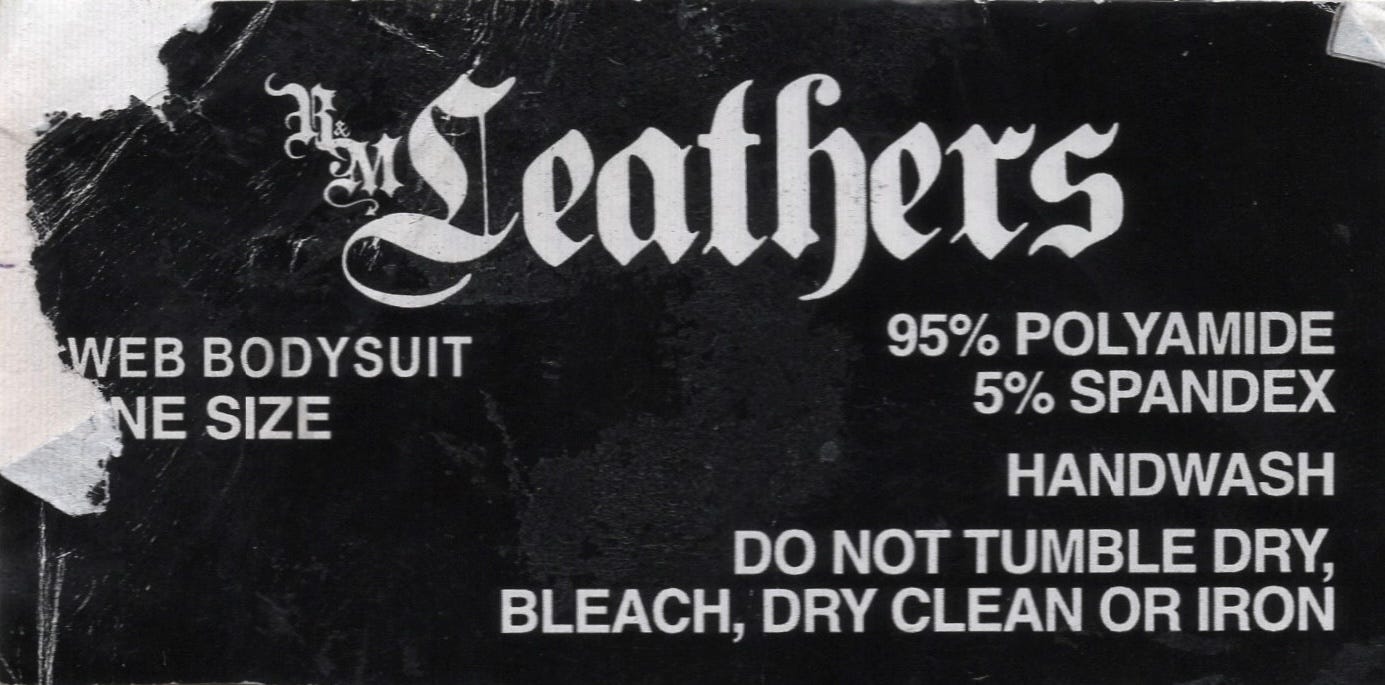 R&M Leathers
WEB BODYSUIT
NE SIZE
95% POLYAMIDE
5% SPANDEX
HANDWASH
DO NOT TUMBLE DRY,
BLEACH, DRY CLEAN OR IRON